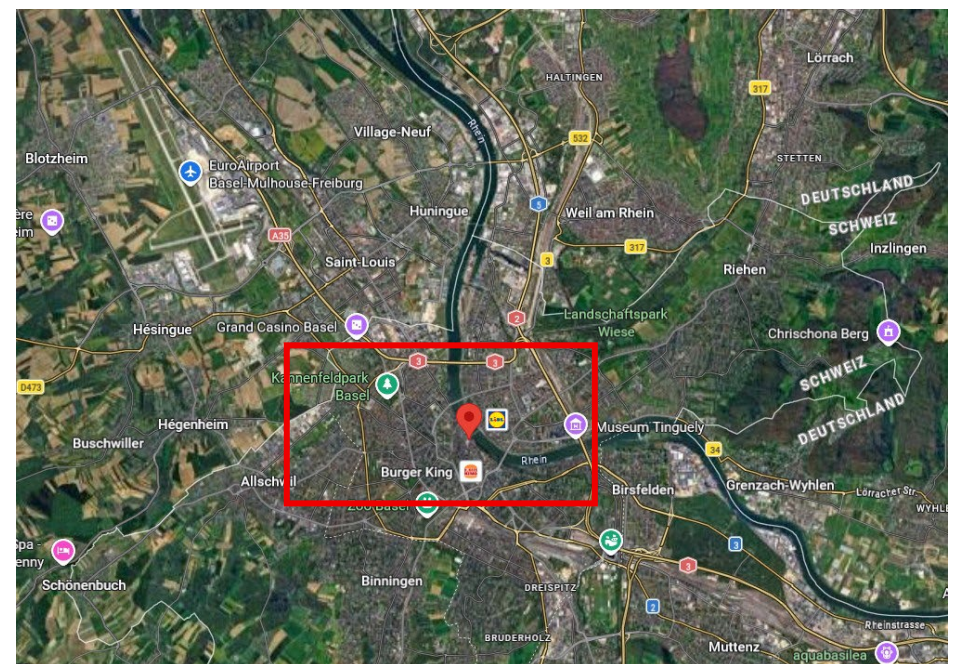 Lörrach
HALTINGEN
317
Rhein
Village-Neuf
532
Blotzheim
STETTEN
EuroAirport
Basel-Mulhouse-Freiburg
DEUTSCHLAND
SCHWEIZ
Huningue
5
Weil am Rhein
A35
317
Inzlingen
3
Saint-Louis
Riehen
Landschaftspark
Wiese
2
Hésingue
Grand Casino Basel
Chrischona Berg
3
3
SCHWEIZ
DEUTSCHLAND
D473
Kannenfeldpark
Basel
Hégenheim
LIDL
Museum Tinguely
Buschwiller
34
Rhein
Burger King
Allschwil
Birsfelden
Grenzach-Wyhlen
Lörracher Str.
Zoo Basel
3
Schönenbuch
3
Binningen
DREISPITZ
2
Rheinstrasse
BRUDERHOLZ
Muttenz
aquabasilea